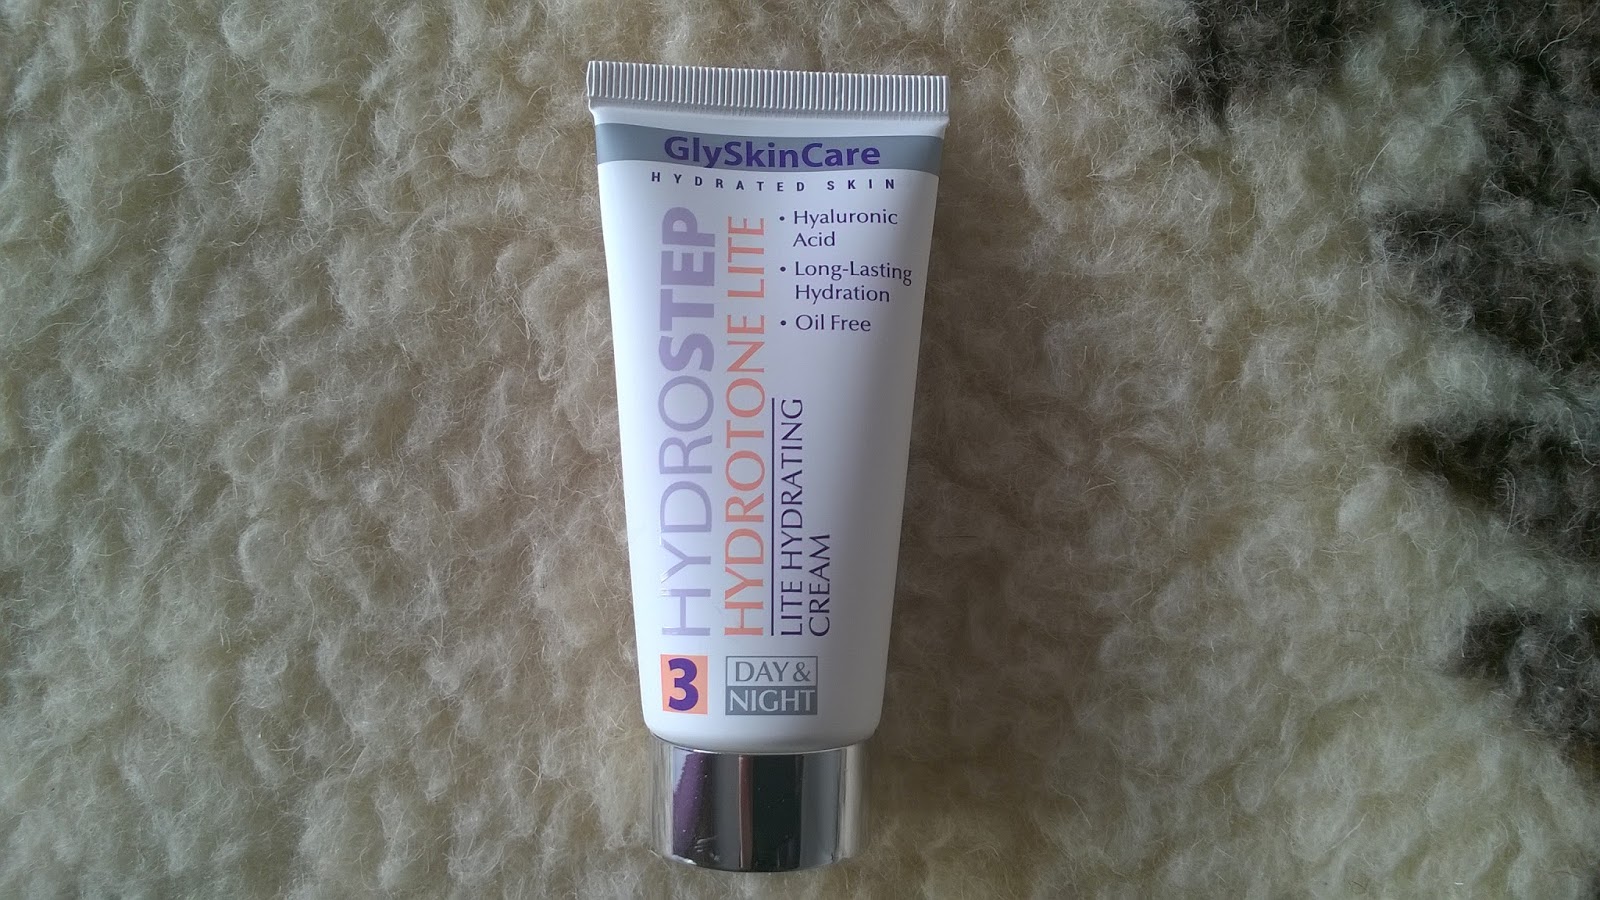 GlySkinCare
HYDRATED SKIN
HYDROSTEP
HYDROTONE LITE
LITE HYDRATING
CREAM
• Hyaluronic
Acid
• Long-Lasting
Hydration
• Oil Free
3
DAY &
NIGHT